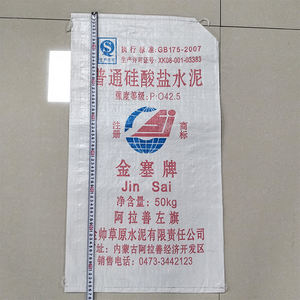 执行标准:GB175-2007
生产许可证号:XK08-001-03383
普通硅酸盐水泥
强度等级:P·O42.5
注册 商标
金塞牌
Jin Sai
净含量:50kg
阿拉善左旗
帅草原水泥有限责任公司
址:内蒙古阿拉善经济开发区
销售电话:0473-3442123